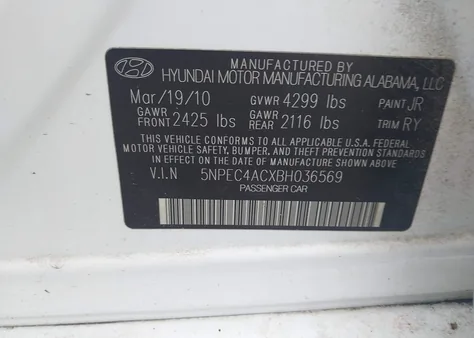 MANUFACTURED BY
HYUNDAI MOTOR MANUFACTURING ALABAMA, LLC
Mar/19/10 GVWR 4299 lbs PAINT JR
GAWR FRONT 2425 lbs GAWR REAR 2116 lbs TRIM RY
THIS VEHICLE CONFORMS TO ALL APPLICABLE U.S.A. FEDERAL
MOTOR VEHICLE SAFETY, BUMPER, AND THEFT PREVENTION STANDARDS
IN EFFECT ON THE DATE OF MANUFACTURE SHOWN ABOVE
V.I.N 5NPEC4ACXBH036569
PASSENGER CAR